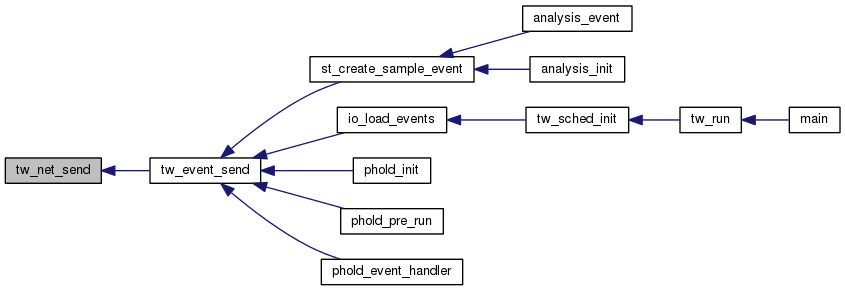 analysis_event
st_create_sample_event
analysis_init
io_load_events
tw_sched_init
tw_run
main
tw_net_send
tw_event_send
phold_init
phold_pre_run
phold_event_handler